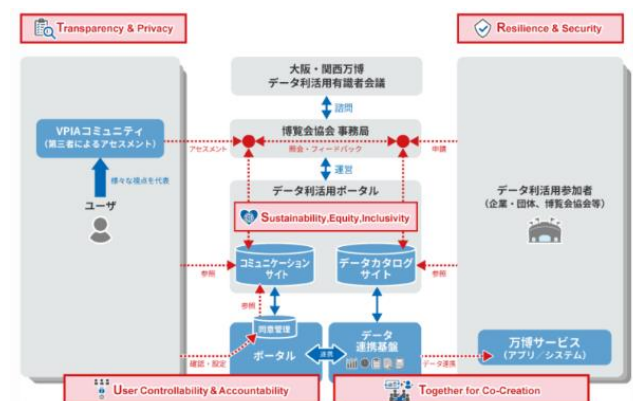 Transparency & Privacy
Resilience & Security
大阪・関西万博
データ利活用有識者会議
諮問
VPIAコミュニティ
(第三者によるアセスメント)
アセスメント
博覧会協会 事務局
照会・フィードバック
申請
様々な視点を代表
運営
ユーザ
データ利活用ポータル
データ利活用参加者
(企業・団体、博覧会協会等)
Sustainability,Equity,Inclusivity
コミュニケーション
サイト
データカタログ
サイト
参照
参照
参照
同意管理
ポータル
連携
データ
連携基盤
確認・設定
データ連携
万博サービス
(アプリ/システム)
User Controllability & Accountability
Together for Co-Creation